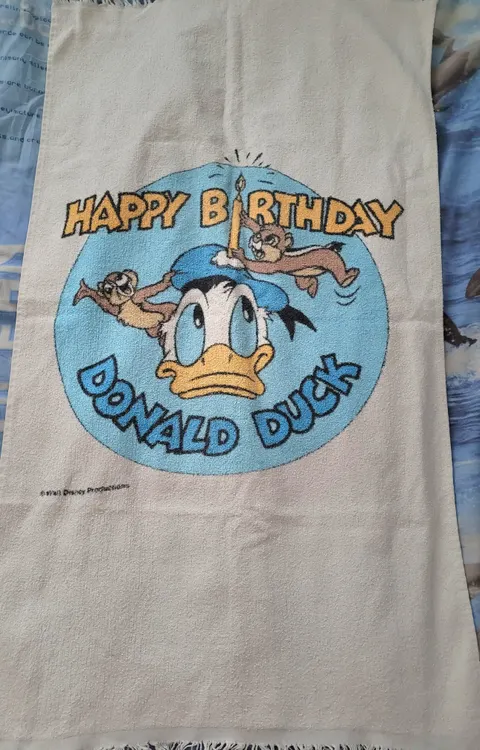 HAPPY BIRTHDAY
DONALD DUCK
© Walt Disney Productions